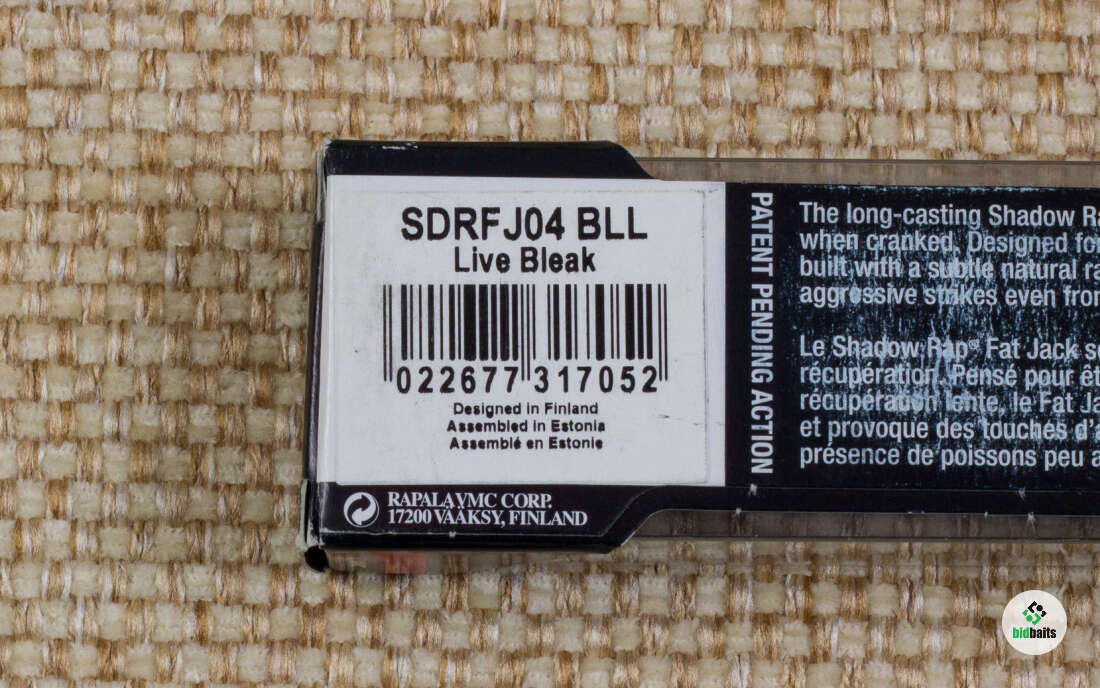 SDRFJ04 BLL
Live Bleak
022677 317052
Designed in Finland
Assembled in Estonia
Assemblé en Estonie
RAPALA VMC CORP.
17200 VÄÄKSY, FINLAND
PATENT PENDING ACTION
The long-casting Shadow Ra
when cranked. Designed for
built with a subtle natural ra
aggressive strikes even from
Le Shadow Rap® Fat Jack se
récupération. Pensé pour êt
récupération lente, le Fat Ja
et provoque des touches d'a
présence de poissons peu a
bidbaits